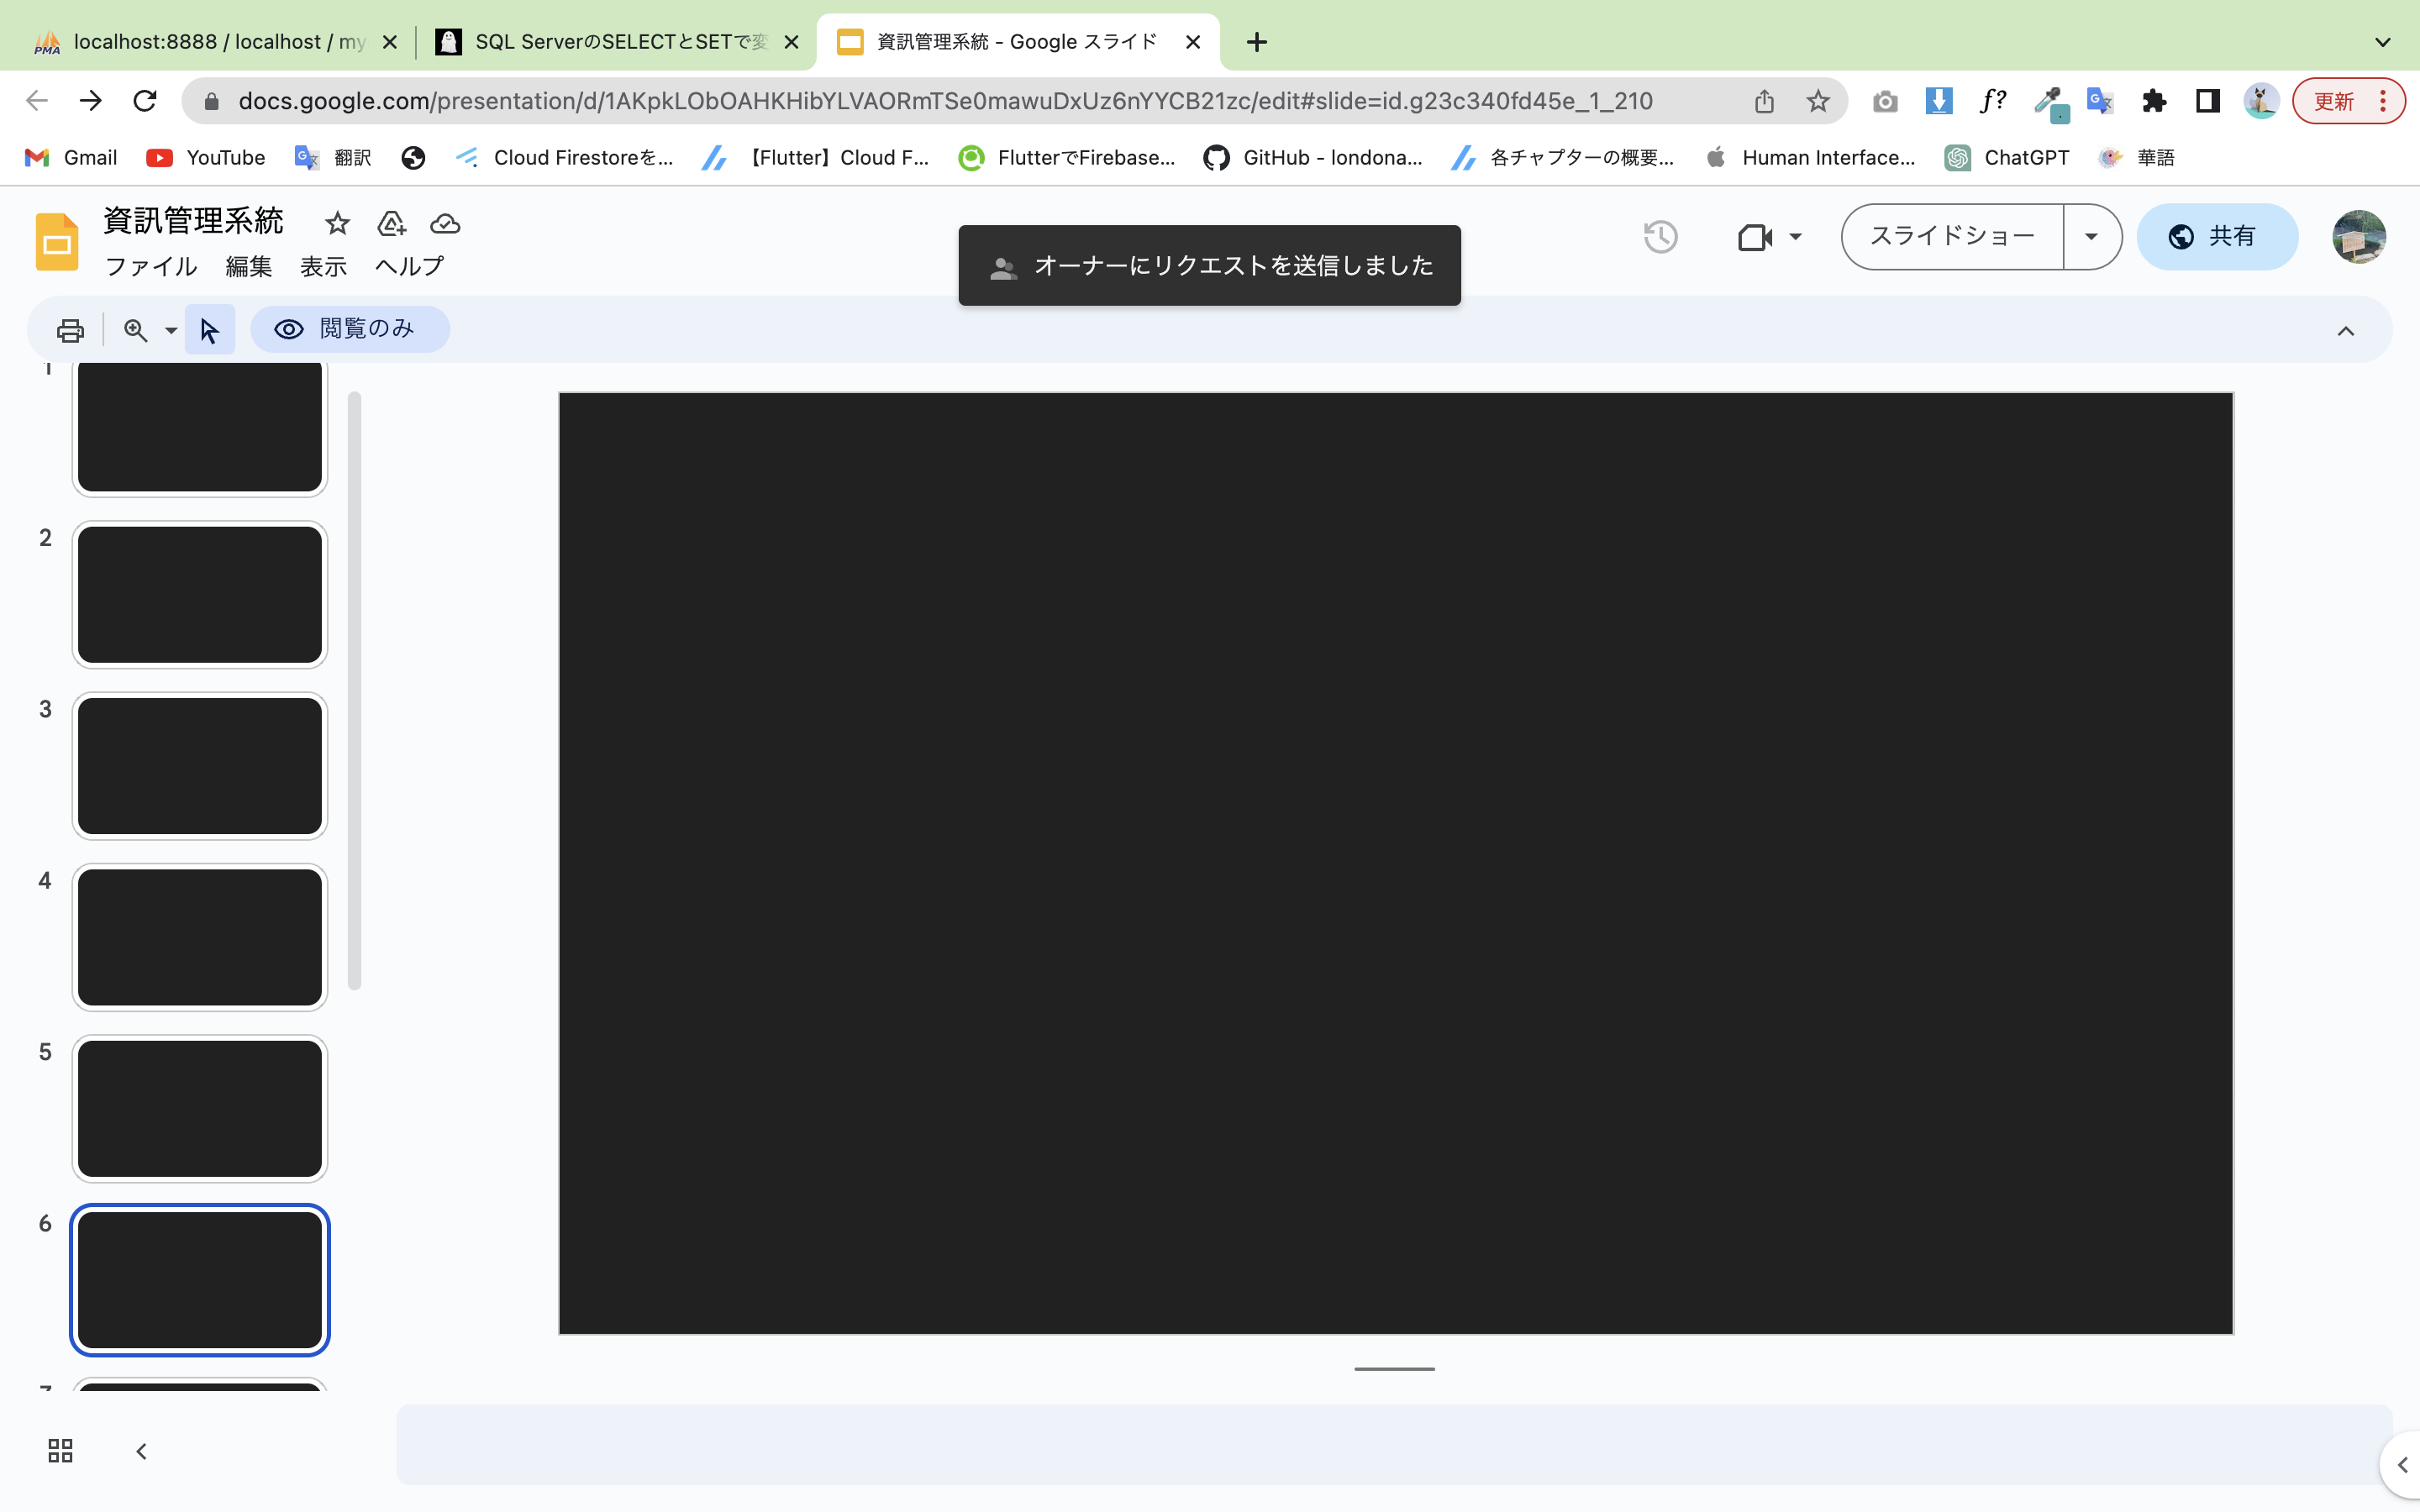 localhost:8888 / localhost / my
SQL ServerのSELECTとSETで変
資訊管理系統 - Google スライド
docs.google.com/presentation/d/1AKpkLObOAHKHibYLVAORmTSe0mawuDxUz6nYYCB21zc/edit#slide=id.g23c340fd45e_1_210
f?
更新
Gmail
YouTube
翻訳
Cloud Firestoreを...
【Flutter】Cloud F...
FlutterでFirebase...
GitHub - londona...
各チャプターの概要...
Human Interface...
ChatGPT
華語
資訊管理系統
ファイル 編集 表示 ヘルプ
オーナーにリクエストを送信しました
スライドショー
共有
閲覧のみ
1
2
3
4
5
6
7